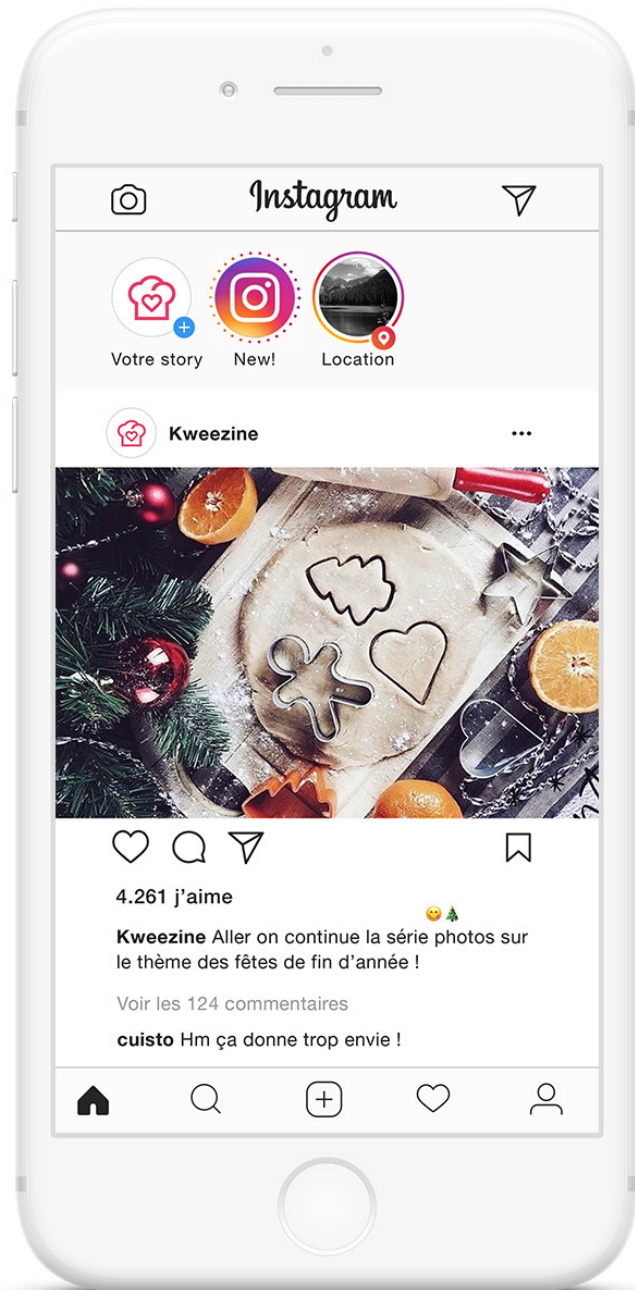 Instagram
Votre story
New!
Location
Kweezine
4.261 j’aime
😋🎄
Kweezine Aller on continue la série photos sur
le thème des fêtes de fin d’année !
Voir les 124 commentaires
cuisto Hm ça donne trop envie !